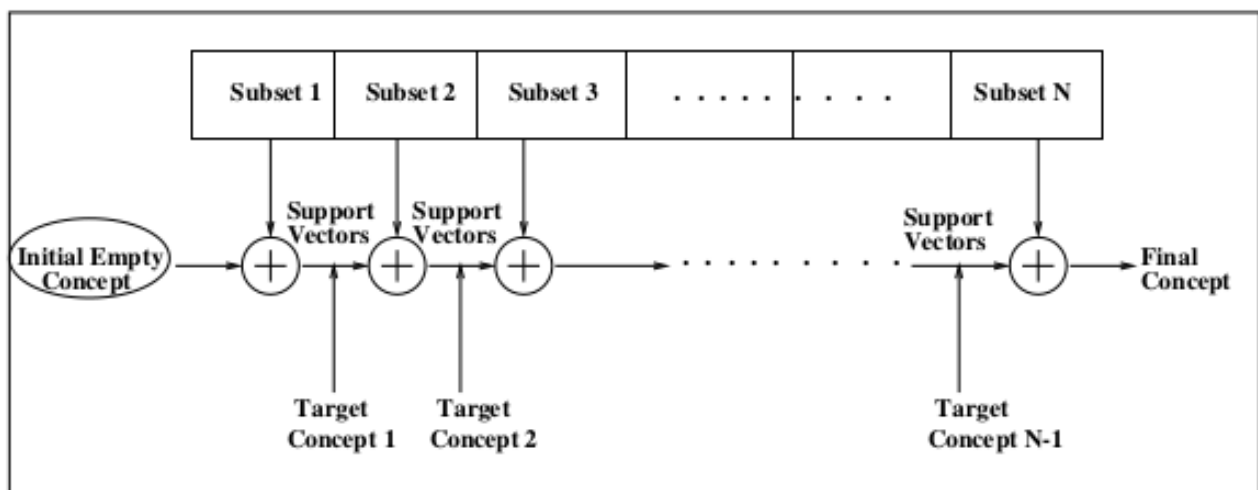 Subset 1 Subset 2 Subset 3 . . . . . . . . . Subset N
Support
Vectors
Support
Vectors
Support
Vectors
Initial Empty
Concept
+ + + . . . . . . . . . +
Final
Concept
Target
Concept 1
Target
Concept 2
Target
Concept N-1